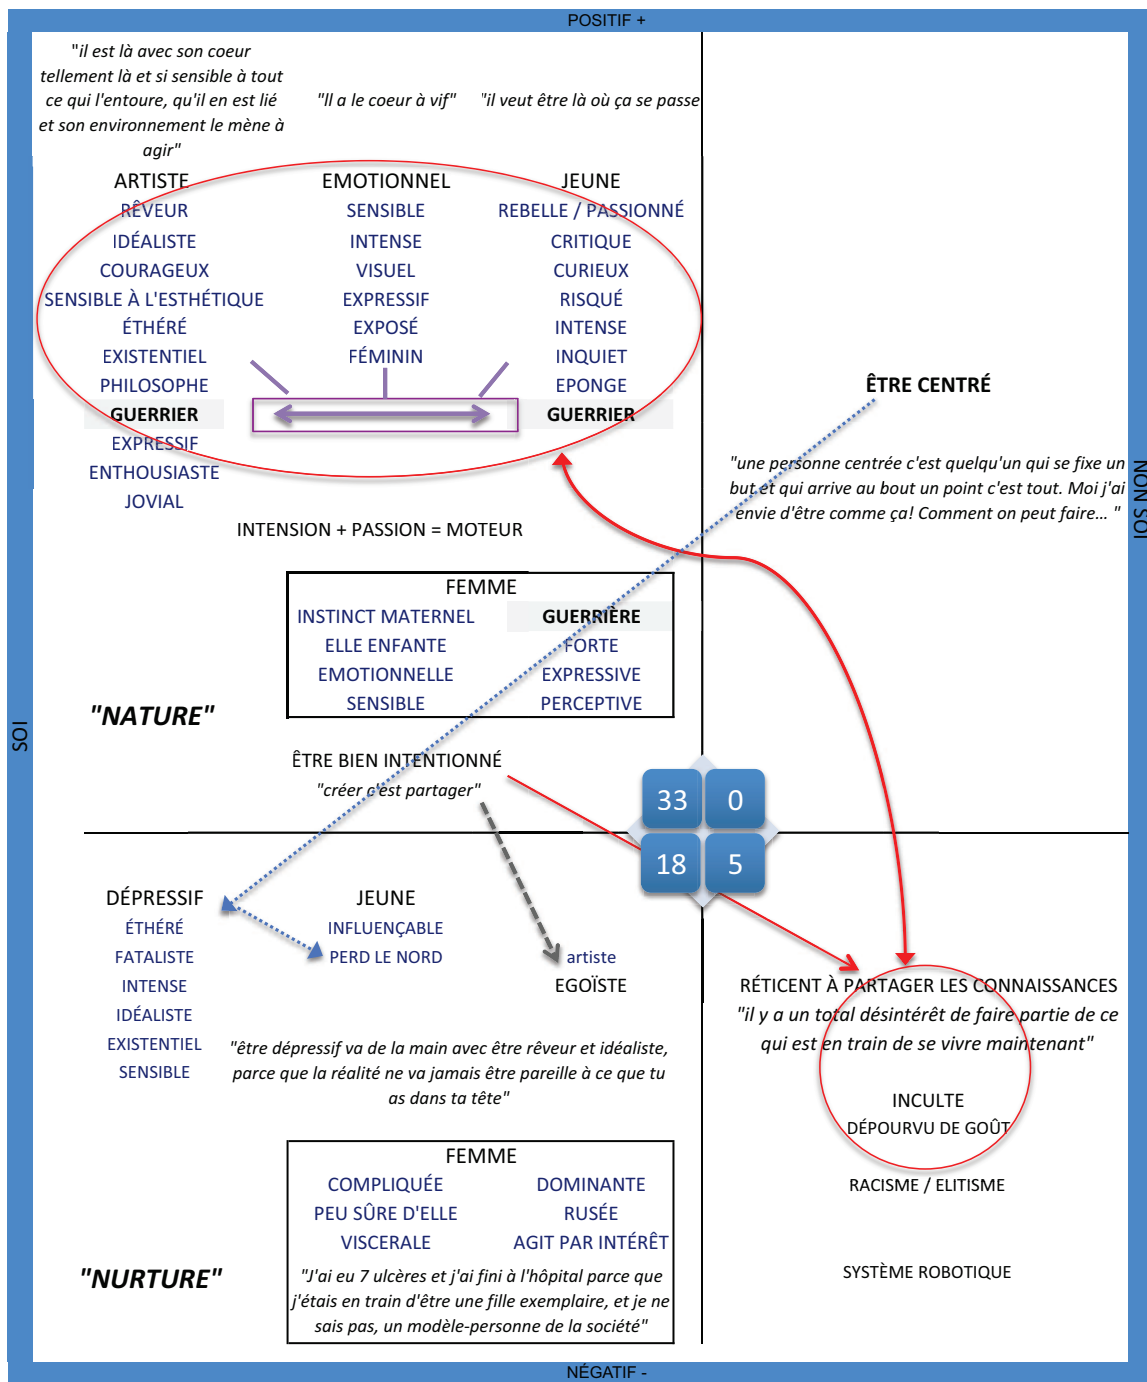 POSITIF +
"il est là avec son coeur
tellement là et si sensible à tout
ce qui l'entoure, qu'il en est lié
et son environnement le mène à
agir"
"ll a le coeur à vif"
"il veut être là où ça se passe
ARTISTE
RÊVEUR
IDÉALISTE
COURAGEUX
SENSIBLE À L'ESTHÉTIQUE
ÉTHÉRÉ
EXISTENTIEL
PHILOSOPHE
GUERRIER
EXPRESSIF
ENTHOUSIASTE
JOVIAL
EMOTIONNEL
SENSIBLE
INTENSE
VISUEL
EXPRESSIF
EXPOSÉ
FÉMININ
JEUNE
REBELLE / PASSIONNÉ
CRITIQUE
CURIEUX
RISQUÉ
INTENSE
INQUIET
EPONGE
GUERRIER
ÊTRE CENTRÉ
"une personne centrée c'est quelqu'un qui se fixe un
but et qui arrive au bout un point c'est tout. Moi j'ai
envie d'être comme ça! Comment on peut faire... "
NON SOI
INTENSION + PASSION = MOTEUR
FEMME
INSTINCT MATERNEL
ELLE ENFANTE
EMOTIONNELLE
SENSIBLE
GUERRIÈRE
FORTE
EXPRESSIVE
PERCEPTIVE
"NATURE"
SOI
ÊTRE BIEN INTENTIONNÉ
"créer c'est partager"
33
0
18
5
DÉPRESSIF
ÉTHÉRÉ
FATALISTE
INTENSE
IDÉALISTE
EXISTENTIEL
SENSIBLE
JEUNE
INFLUENÇABLE
PERD LE NORD
artiste
EGOÏSTE
"être dépressif va de la main avec être rêveur et idéaliste,
parce que la réalité ne va jamais être pareille à ce que tu
as dans ta tête"
RÉTICENT À PARTAGER LES CONNAISSANCES
"il y a un total désintérêt de faire partie de ce
qui est en train de se vivre maintenant"
INCULTE
DÉPOURVU DE GOÛT
RACISME / ELITISME
SYSTÈME ROBOTIQUE
FEMME
COMPLIQUÉE
PEU SÛRE D'ELLE
VISCERALE
DOMINANTE
RUSÉE
AGIT PAR INTÉRÊT
"J'ai eu 7 ulcères et j'ai fini à l'hôpital parce que
j'étais en train d'être une fille exemplaire, et je ne
sais pas, un modèle-personne de la société"
"NURTURE"
NÉGATIF -